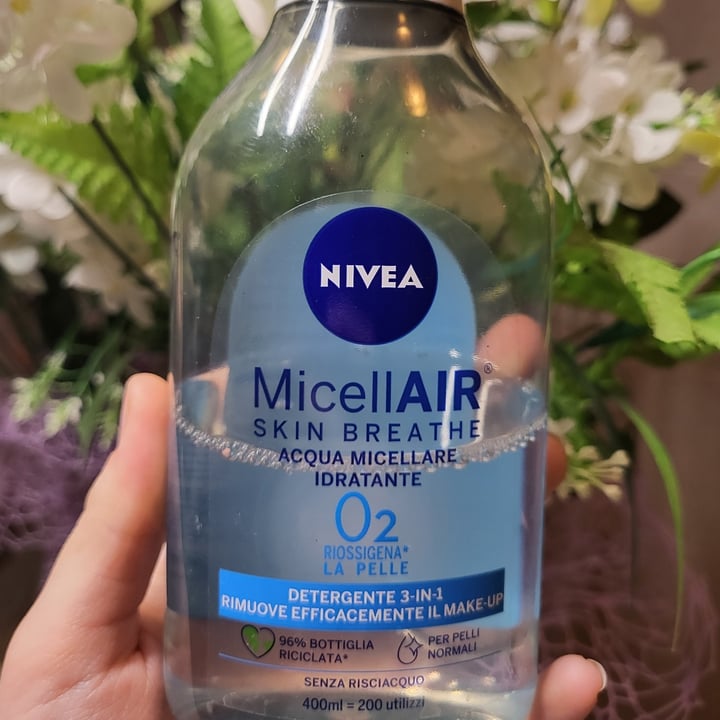 NIVEA
MicellAIR®
SKIN BREATHE
ACQUA MICELLARE
IDRATANTE
O2
RIOSSIGENA*
LA PELLE
DETERGENTE 3-IN-1
RIMUOVE EFFICACEMENTE IL MAKE-UP
96% BOTTIGLIA
RICICLATA*
PER PELLI
NORMALI
SENZA RISCIACQUO
400ml = 200 utilizzi